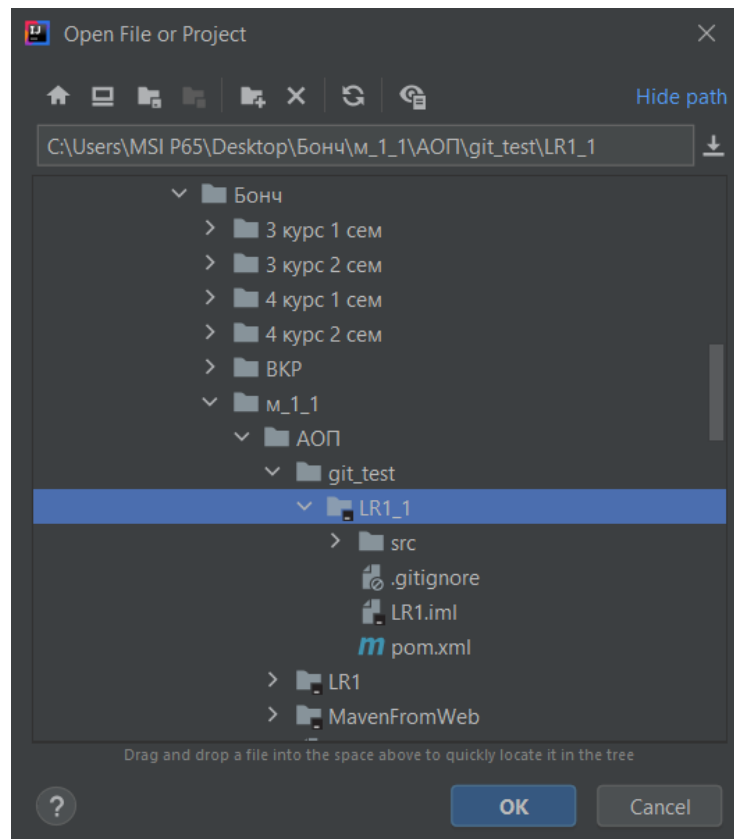 Open File or Project
Hide path
C:\Users\MSI P65\Desktop\Бонч\м_1_1\АОП\git_test\LR1_1
Бонч
3 курс 1 сем
3 курс 2 сем
4 курс 1 сем
4 курс 2 сем
ВКР
м_1_1
АОП
git_test
LR1_1
src
.gitignore
LR1.iml
m pom.xml
LR1
MavenFromWeb
Drag and drop a file into the space above to quickly locate it in the tree
? OK Cancel